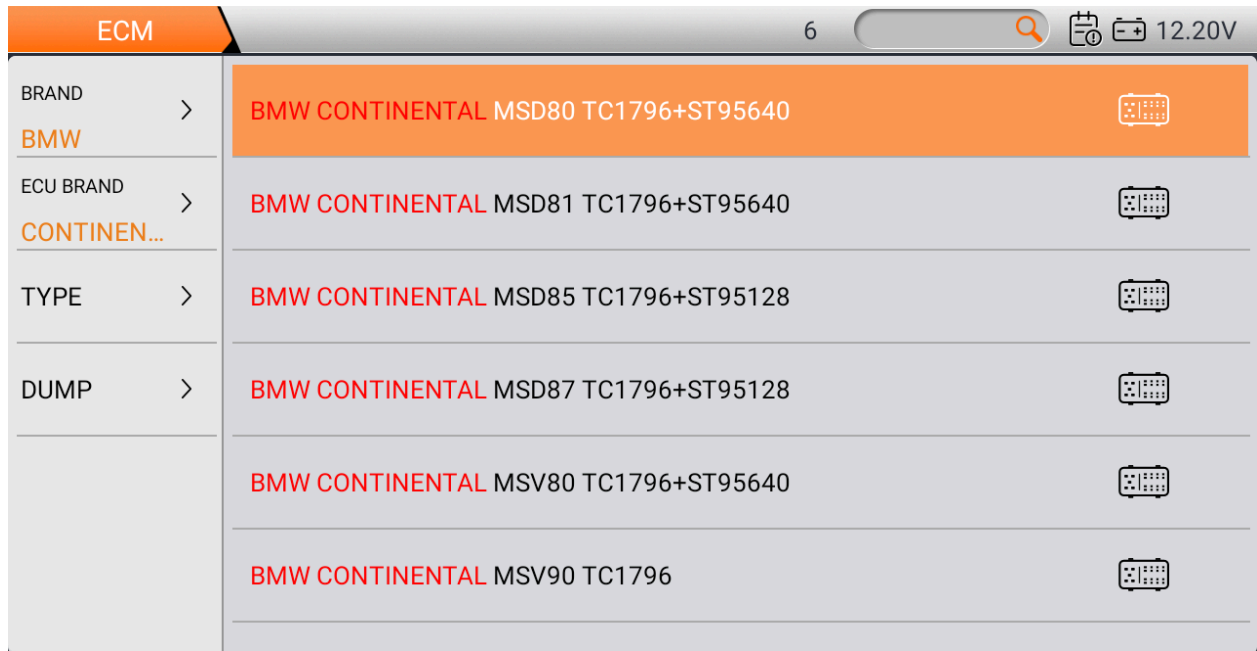 ECM
6
12.20V
BRAND
BMW
ECU BRAND
CONTINEN...
TYPE
DUMP
BMW CONTINENTAL MSD80 TC1796+ST95640
BMW CONTINENTAL MSD81 TC1796+ST95640
BMW CONTINENTAL MSD85 TC1796+ST95128
BMW CONTINENTAL MSD87 TC1796+ST95128
BMW CONTINENTAL MSV80 TC1796+ST95640
BMW CONTINENTAL MSV90 TC1796